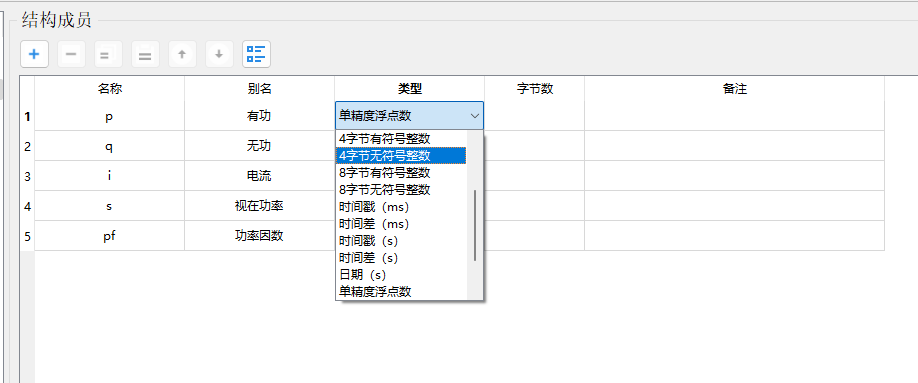 结构成员
名称 别名 类型 字节数 备注
1 p 有功 单精度浮点数
4字节有符号整数
2 q 无功 4字节无符号整数
8字节有符号整数
3 i 电流 8字节无符号整数
时间戳（ms）
4 s 视在功率 时间差（ms）
时间戳（s）
5 pf 功率因数 时间差（s）
日期（s）
单精度浮点数